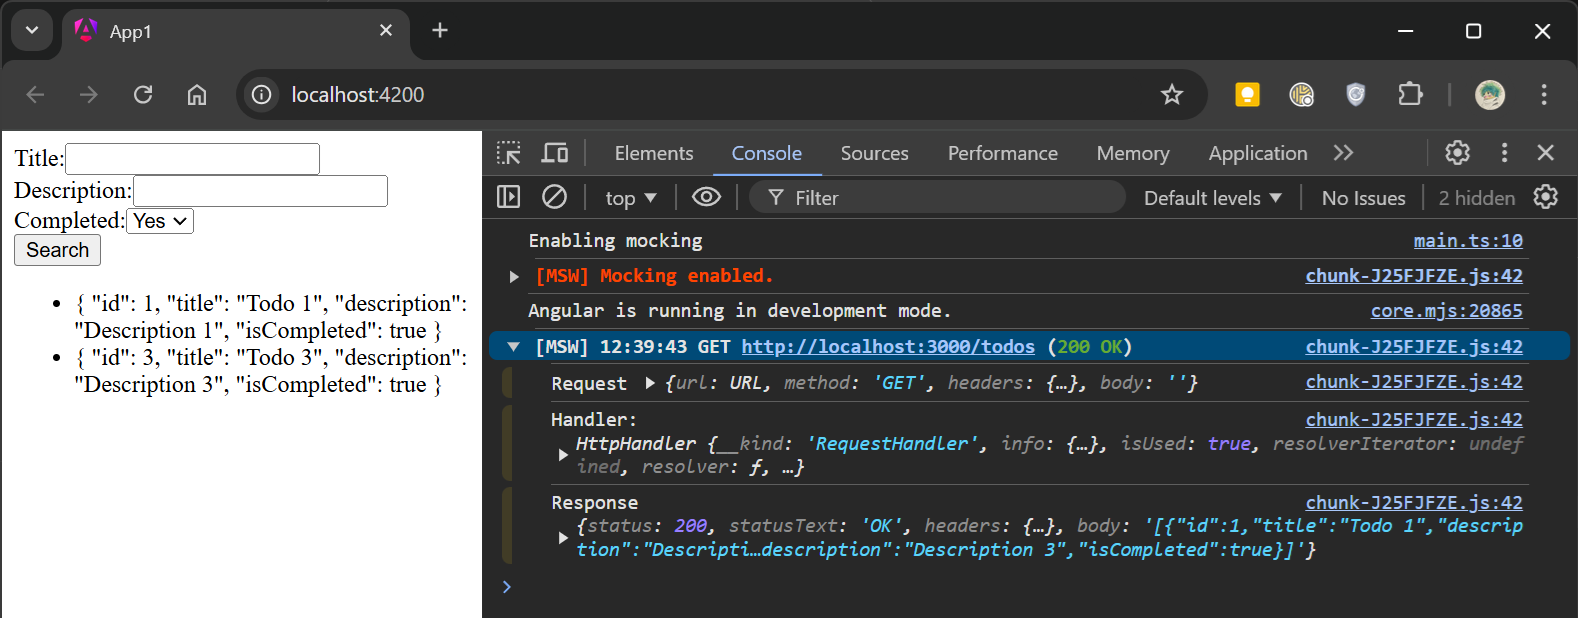 App1
localhost:4200
Title:
Description:
Completed: Yes
Search
{ "id": 1, "title": "Todo 1", "description":
"Description 1", "isCompleted": true }
{ "id": 3, "title": "Todo 3", "description":
"Description 3", "isCompleted": true }
Elements Console Sources Performance Memory Application
top Filter Default levels No Issues 2 hidden
Enabling mocking main.ts:10
[MSW] Mocking enabled. chunk-J25FJFZE.js:42
Angular is running in development mode. core.mjs:20865
[MSW] 12:39:43 GET http://localhost:3000/todos (200 OK) chunk-J25FJFZE.js:42
Request {url: URL, method: 'GET', headers: {…}, body: ''} chunk-J25FJFZE.js:42
Handler: chunk-J25FJFZE.js:42
HttpHandler {__kind: 'RequestHandler', info: {…}, isUsed: true, resolverIterator: undef
ined, resolver: ƒ, …}
Response chunk-J25FJFZE.js:42
{status: 200, statusText: 'OK', headers: {…}, body: '[{"id":1,"title":"Todo 1","descrip
tion":"Descripti…description":"Description 3","isCompleted":true}]'}